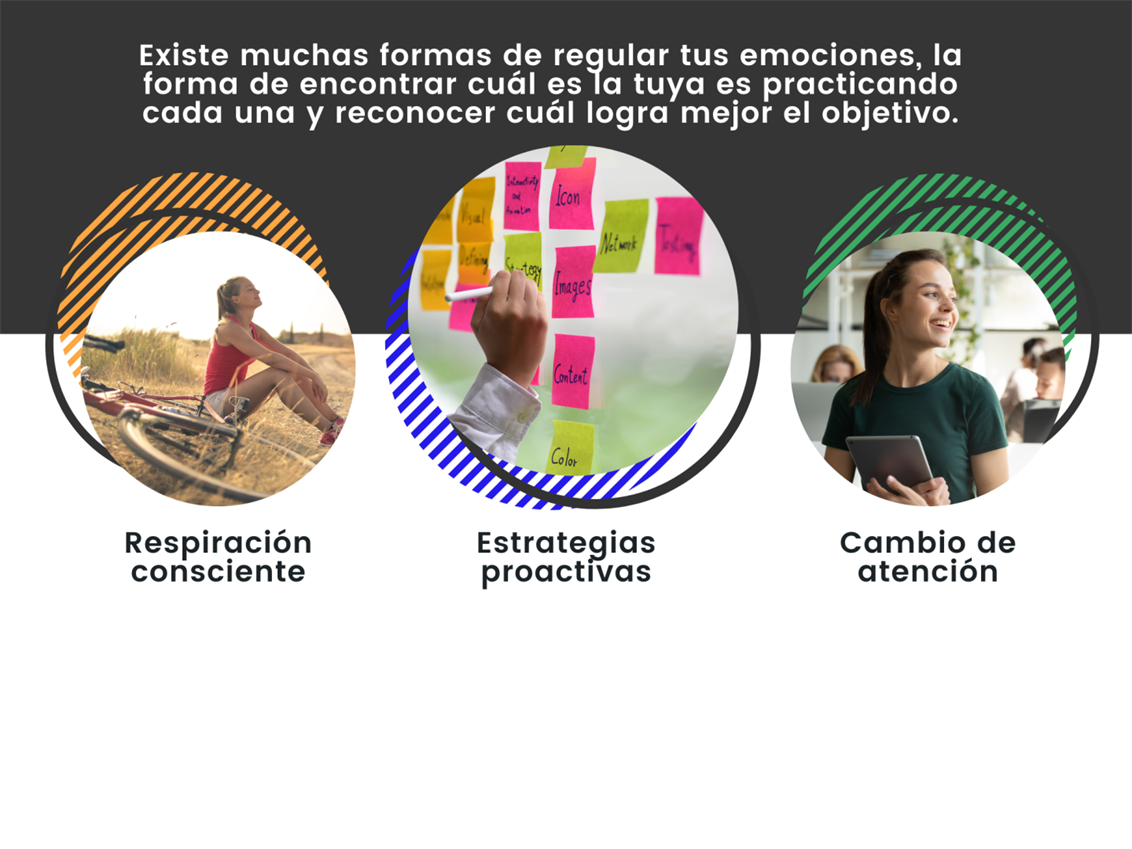 Existe muchas formas de regular tus emociones, la
forma de encontrar cuál es la tuya es practicando
cada una y reconocer cuál logra mejor el objetivo.
Interactivity
and
Animation
Icon
Visual
Network
Testing
Defining
Strategy
Images
Content
Color
Respiración
consciente
Estrategias
proactivas
Cambio de
atención